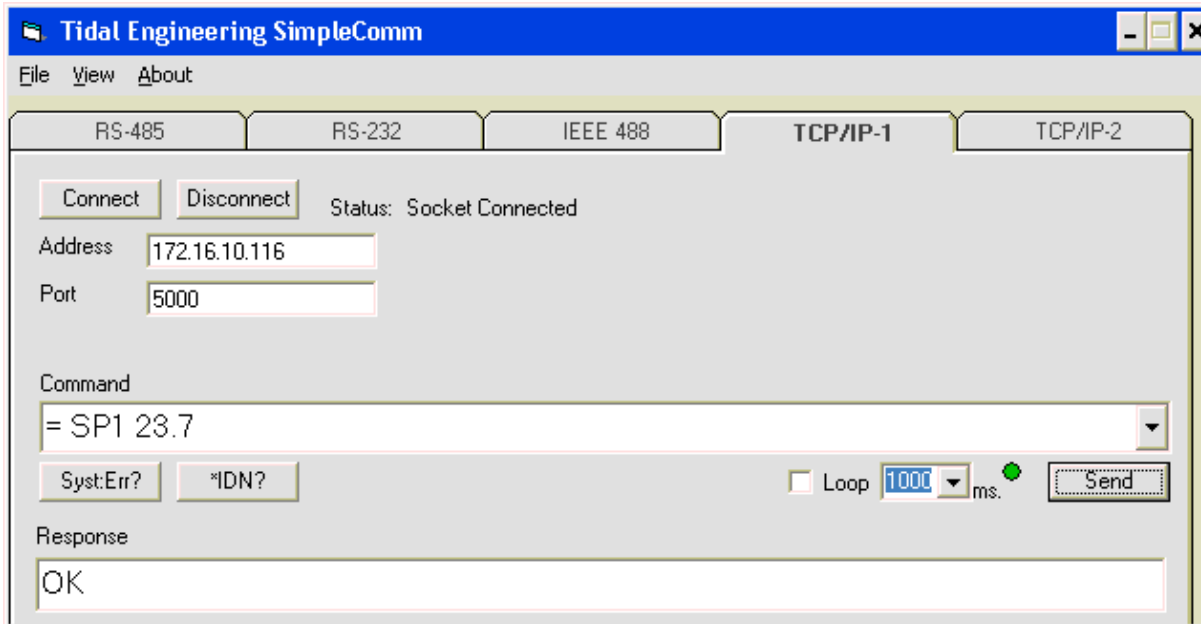 Tidal Engineering SimpleComm
File View About
RS-485 RS-232 IEEE 488 TCP/IP-1 TCP/IP-2
Connect Disconnect Status: Socket Connected
Address 172.16.10.116
Port 5000
Command
= SP1 23.7
Syst:Err? *IDN? Loop 1000 ms. Send
Response
OK